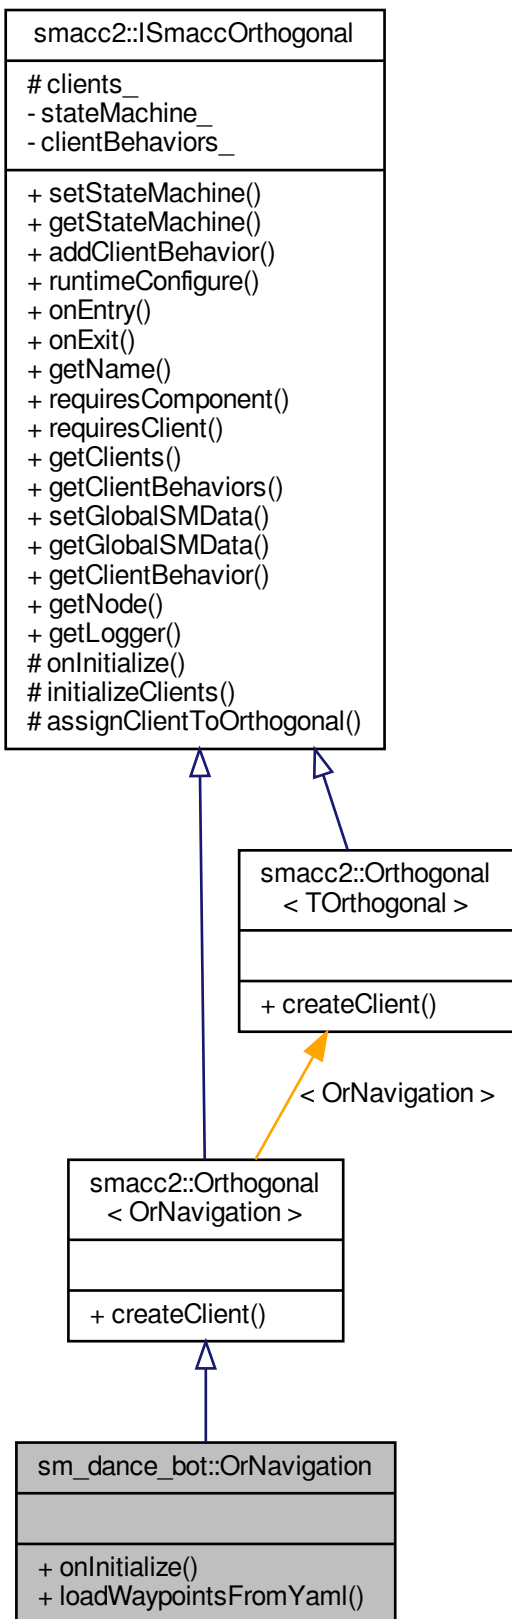 smacc2::ISmaccOrthogonal
# clients_
- stateMachine_
- clientBehaviors_
+ setStateMachine()
+ getStateMachine()
+ addClientBehavior()
+ runtimeConfigure()
+ onEntry()
+ onExit()
+ getName()
+ requiresComponent()
+ requiresClient()
+ getClients()
+ getClientBehaviors()
+ setGlobalSMData()
+ getGlobalSMData()
+ getClientBehavior()
+ getNode()
+ getLogger()
# onInitialize()
# initializeClients()
# assignClientToOrthogonal()
smacc2::Orthogonal
< TOrthogonal >
+ createClient()
< OrNavigation >
smacc2::Orthogonal
< OrNavigation >
+ createClient()
sm_dance_bot::OrNavigation
+ onInitialize()
+ loadWaypointsFromYaml()